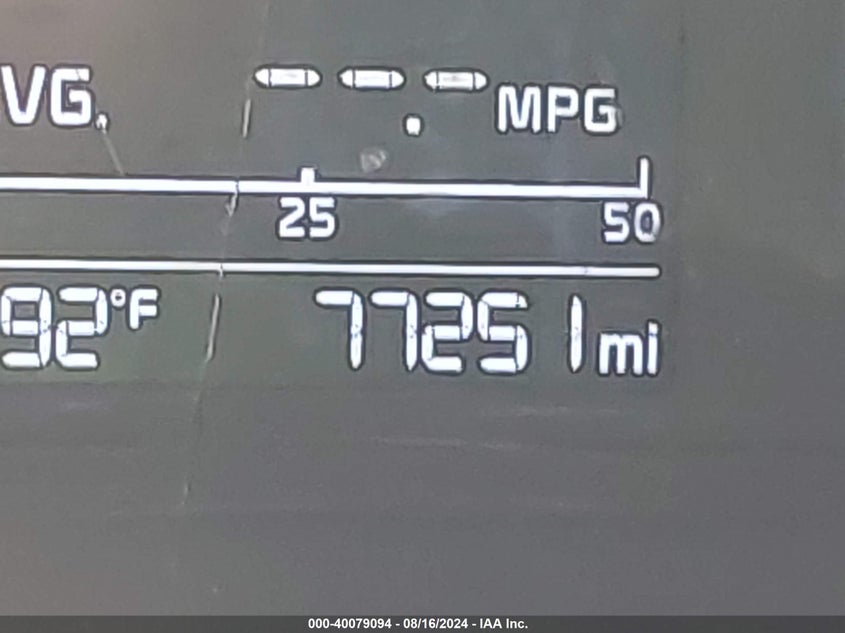 VG. --.- MPG
25 50
92°F 77251 mi
000-40079094 - 08/16/2024 - IAA Inc.